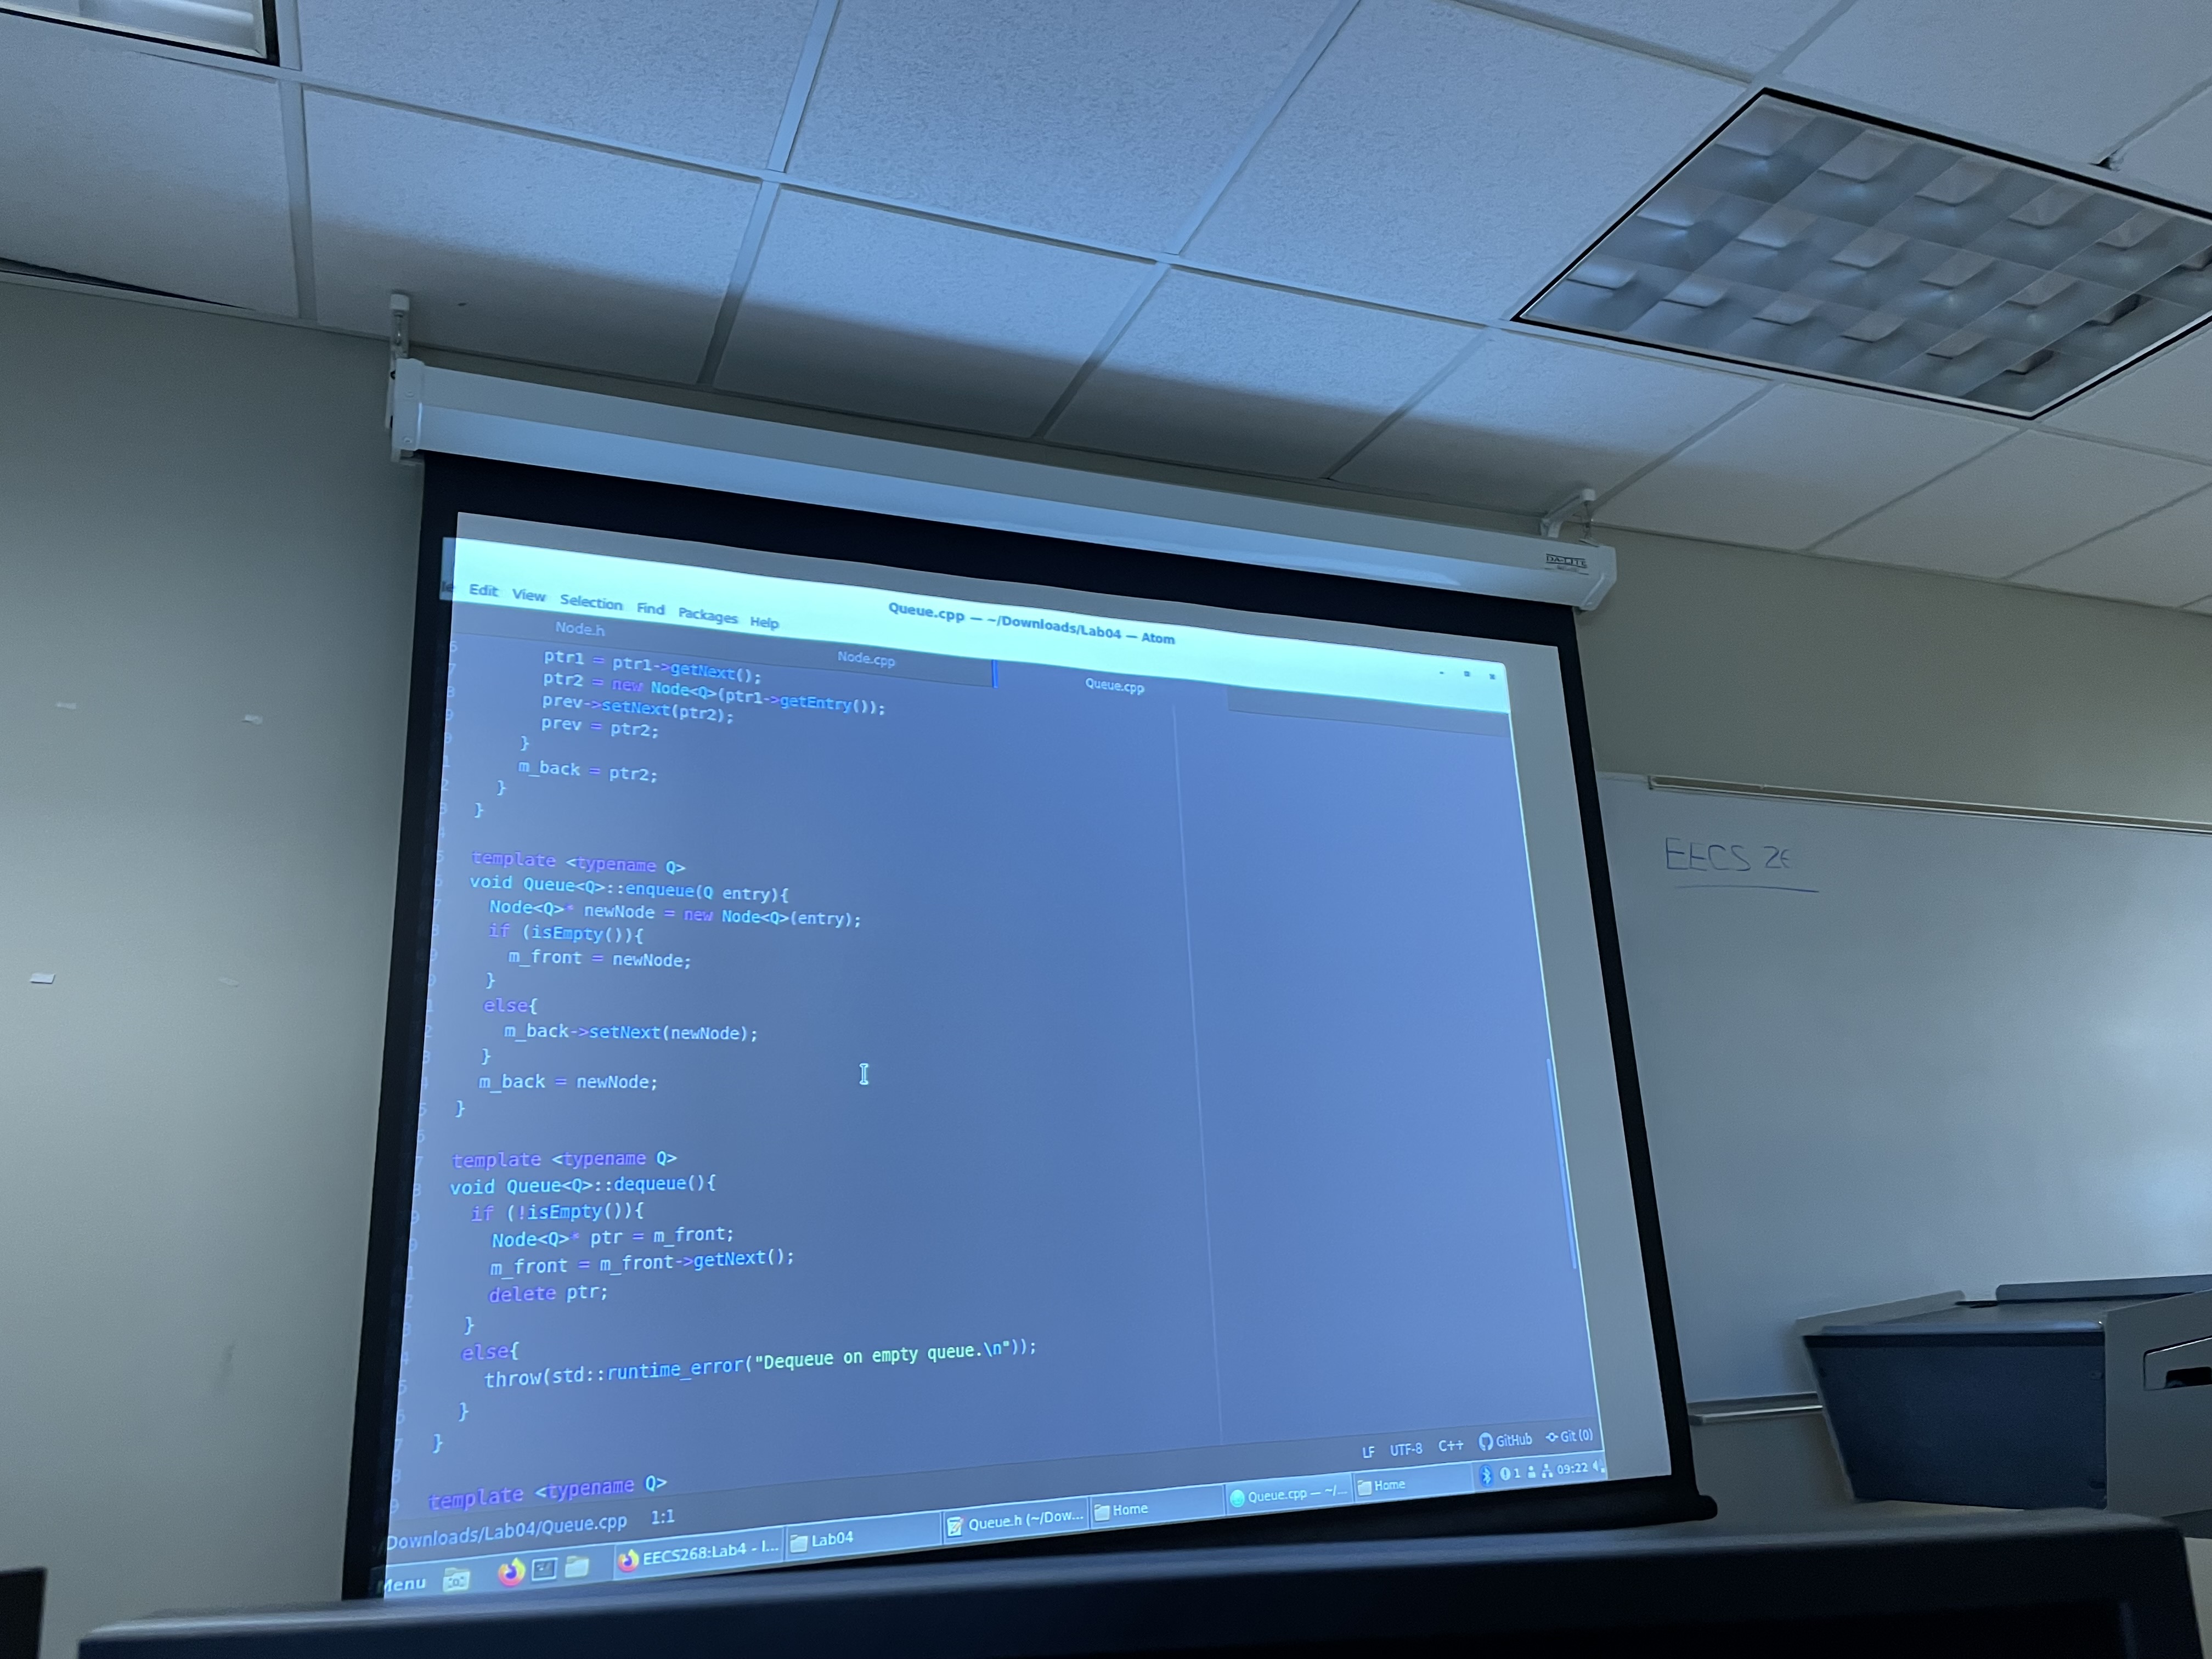 DA-LITE
Queue.cpp — ~/Downloads/Lab04 — Atom
Edit View Selection Find Packages Help
Node.h
Node.cpp
Queue.cpp
ptr1 = ptr1->getNext();
ptr2 = new Node<Q>(ptr1->getEntry());
prev->setNext(ptr2);
prev = ptr2;
}
m_back = ptr2;
}
}
template <typename Q>
void Queue<Q>::enqueue(Q entry){
Node<Q>* newNode = new Node<Q>(entry);
if (isEmpty()){
m_front = newNode;
}
else{
m_back->setNext(newNode);
}
m_back = newNode;
}
template <typename Q>
void Queue<Q>::dequeue(){
if (!isEmpty()){
Node<Q>* ptr = m_front;
m_front = m_front->getNext();
delete ptr;
}
else{
throw(std::runtime_error("Dequeue on empty queue.\n"));
}
}
template <typename Q>
Downloads/Lab04/Queue.cpp 1:1
LF UTF-8 C++ GitHub Git (0)
Menu
EECS268:Lab4 - I...
Lab04
Queue.h (~/Dow...
Home
Queue.cpp — ~/...
Home
1
09:22
EECS 26